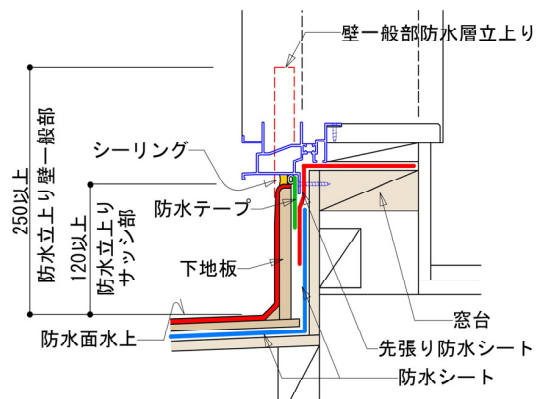 壁一般部防水層立上り
シーリング
防水テープ
250以上
防水立上り壁一般部
120以上
防水立上り
サッシ部
下地板
防水面水上
窓台
先張り防水シート
防水シート